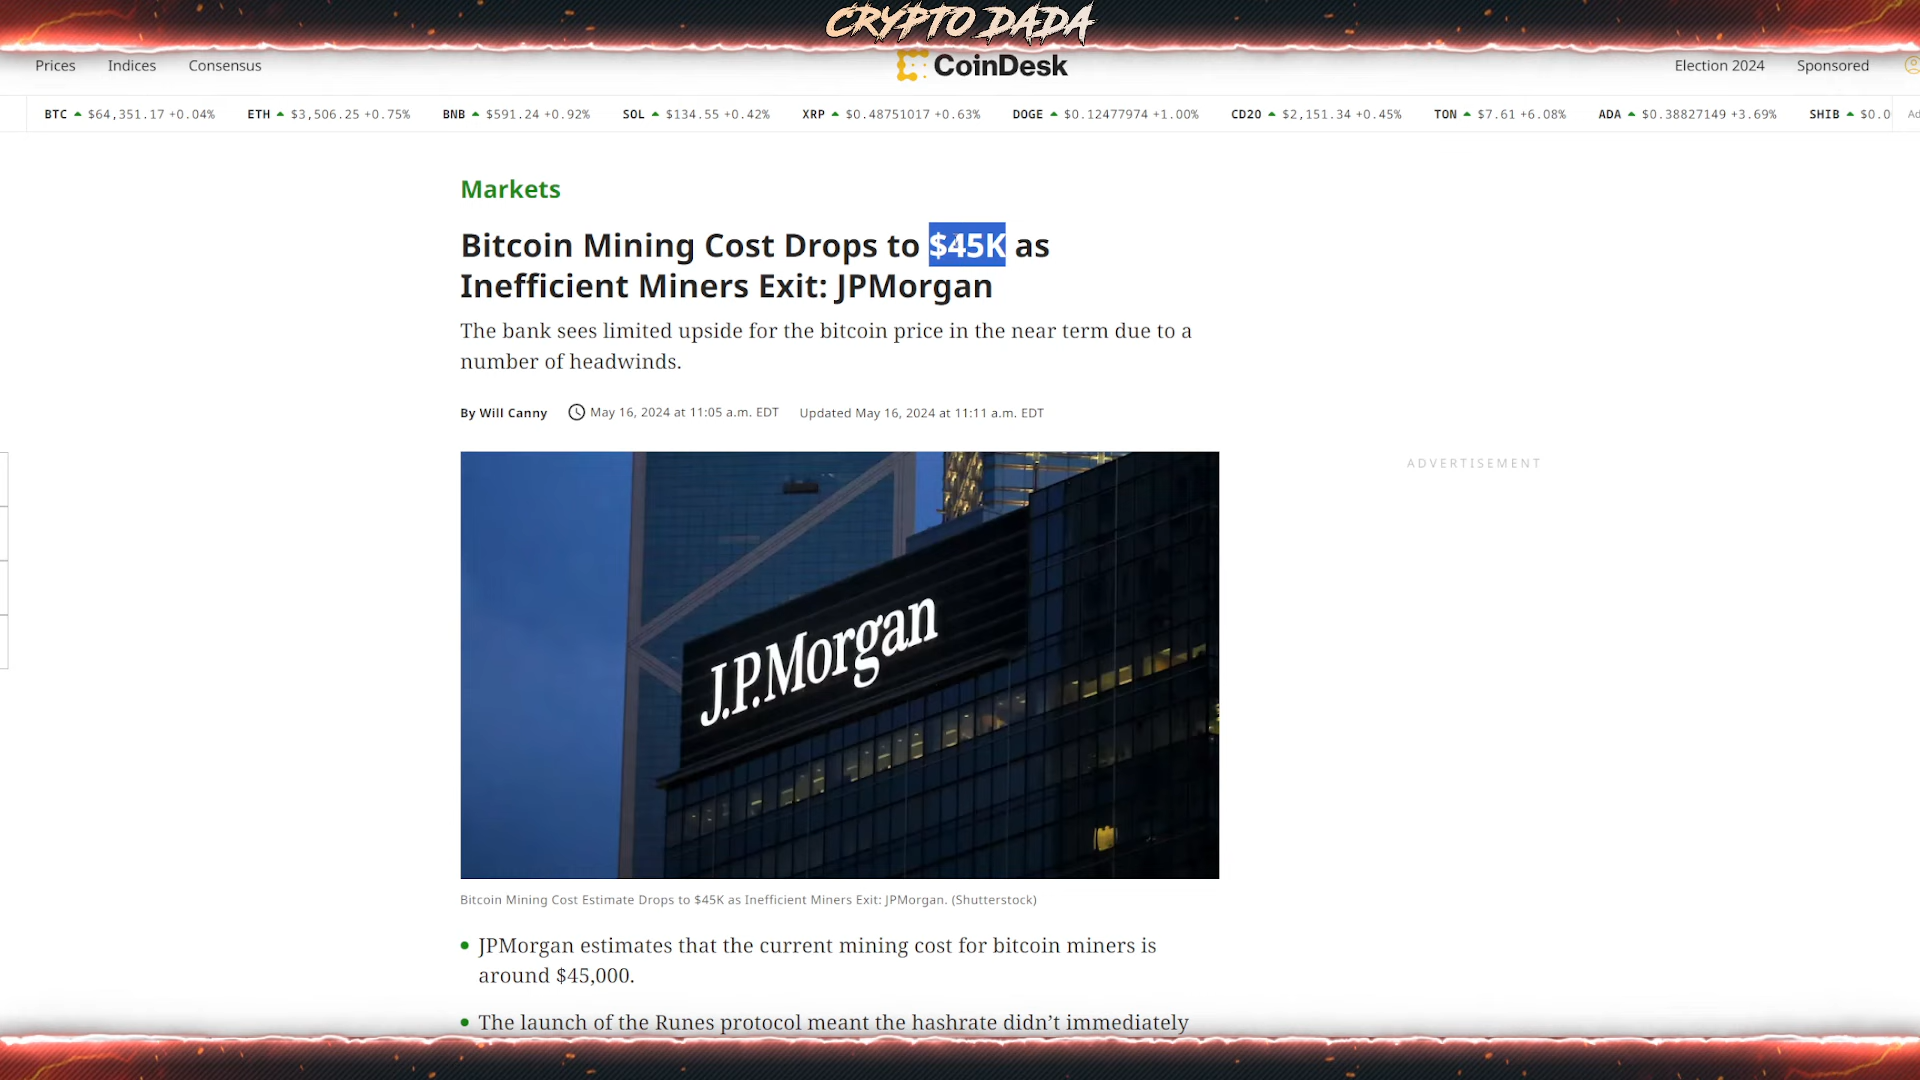 CRYPTO DADA
Prices Indices Consensus CoinDesk Election 2024 Sponsored
BTC $64,351.17 +0.04% ETH $3,506.25 +0.75% BNB $591.24 +0.92% SOL $134.55 +0.42% XRP $0.48751017 +0.63% DOGE $0.12477974 +1.00% CD20 $2,151.34 +0.45% TON $7.61 +6.08% ADA $0.38827149 +3.69% SHIB $0.0 Ad
Markets
Bitcoin Mining Cost Drops to $45K as
Inefficient Miners Exit: JPMorgan
The bank sees limited upside for the bitcoin price in the near term due to a
number of headwinds.
By Will Canny May 16, 2024 at 11:05 a.m. EDT Updated May 16, 2024 at 11:11 a.m. EDT
ADVERTISEMENT
J.P.Morgan
Bitcoin Mining Cost Estimate Drops to $45K as Inefficient Miners Exit: JPMorgan. (Shutterstock)
• JPMorgan estimates that the current mining cost for bitcoin miners is
around $45,000.
• The launch of the Runes protocol meant the hashrate didn’t immediately